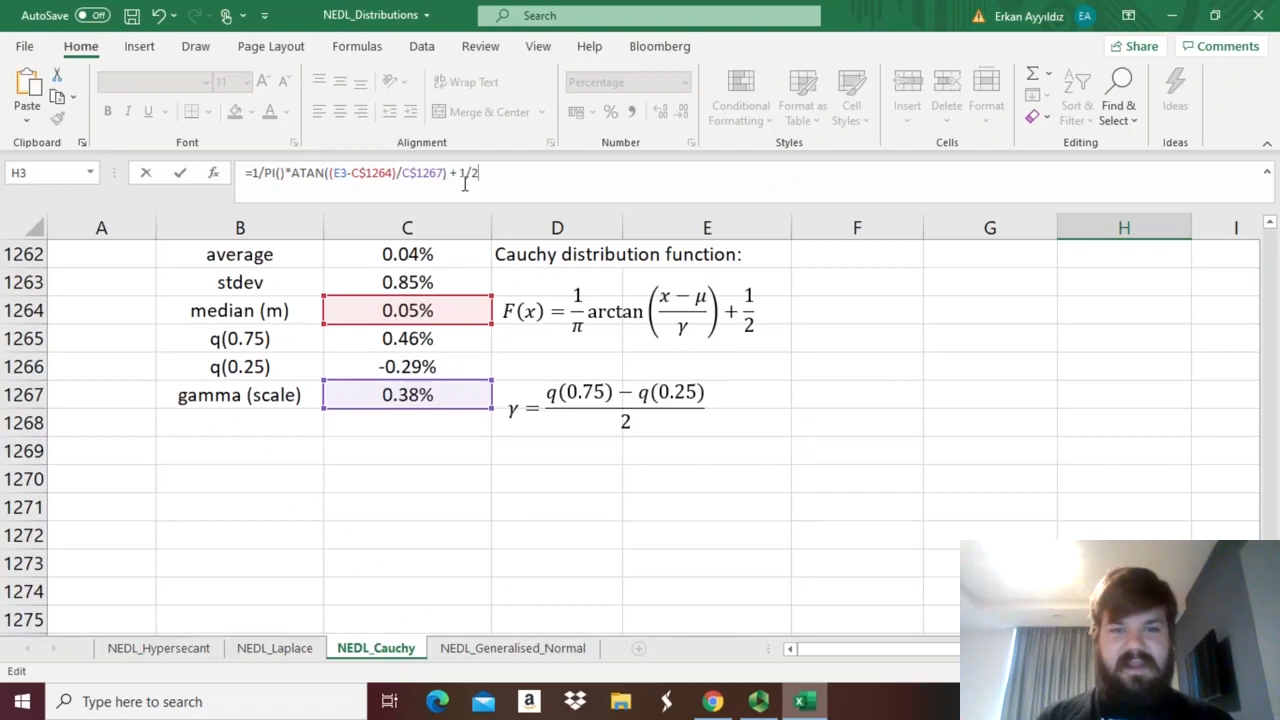 AutoSave Off
NEDL_Distributions
Search
Erkan Ayyıldız EA
File Home Insert Draw Page Layout Formulas Data Review View Help Bloomberg Share Comments
Paste
11 A A
B I U
Wrap Text
Merge & Center
Percentage
Conditional Formatting
Format as Table
Cell Styles
Insert Delete Format
Sort & Filter
Find & Select
Ideas
Clipboard Font Alignment Number Styles Cells Editing Ideas
H3 fx =1/PI()*ATAN((E3-C$1264)/C$1267) + 1/2
A B C D E F G H I
1262 average 0.04% Cauchy distribution function:
1263 stdev 0.85%
1264 median (m) 0.05% F(x) = 1/π arctan((x − μ)/γ) + 1/2
1265 q(0.75) 0.46%
1266 q(0.25) -0.29%
1267 gamma (scale) 0.38% γ = (q(0.75) − q(0.25))/2
1268
1269
1270
1271
1272
1273
1274
1275
NEDL_Hypersecant NEDL_Laplace NEDL_Cauchy NEDL_Generalised_Normal
Edit
Type here to search